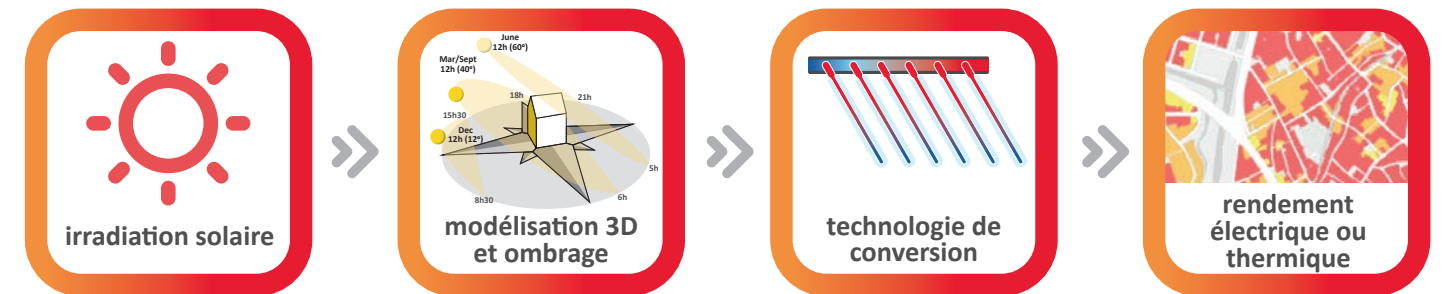 irradiation solaire
June
12h (60°)
Mar/Sept
12h (40°)
18h
21h
15h30
Dec
12h (12°)
5h
8h30
6h
modélisation 3D
et ombrage
technologie de
conversion
rendement
électrique ou
thermique